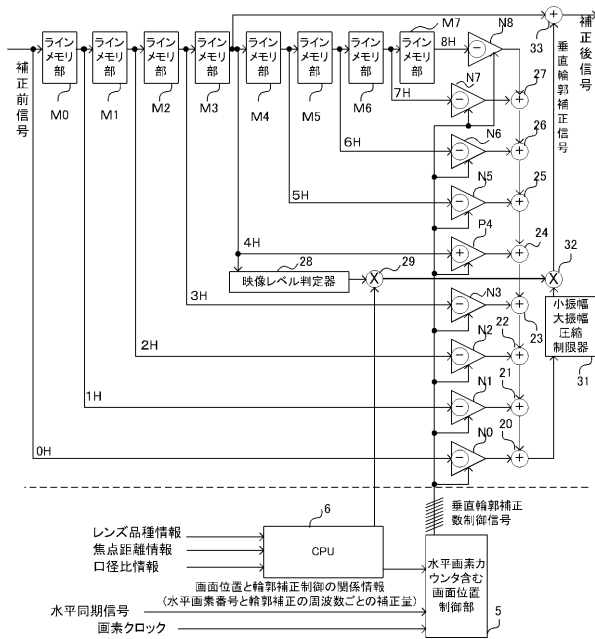 M7
N8
補正後信号
33
ライン
メモリ
部
ライン
メモリ
部
ライン
メモリ
部
ライン
メモリ
部
ライン
メモリ
部
ライン
メモリ
部
ライン
メモリ
部
ライン
メモリ
部
8H
補正前信号
M0
M1
M2
M3
M4
M5
M6
垂直輪郭補正信号
N7
27
7H
N6
26
6H
N5
25
5H
P4
24
4H
28
29
32
映像レベル判定器
X
X
N3
3H
23
小振幅
大振幅
圧縮
制限器
31
N2
22
2H
N1
21
1H
N0
20
0H
6
垂直輪郭補正
数制御信号
レンズ品種情報
焦点距離情報
口径比情報
CPU
画面位置と輪郭補正制御の関係情報
(水平画素番号と輪郭補正の周波数ごとの補正量)
水平画素カ
ウンタ含む
画面位置
制御部
5
水平同期信号
画素クロック